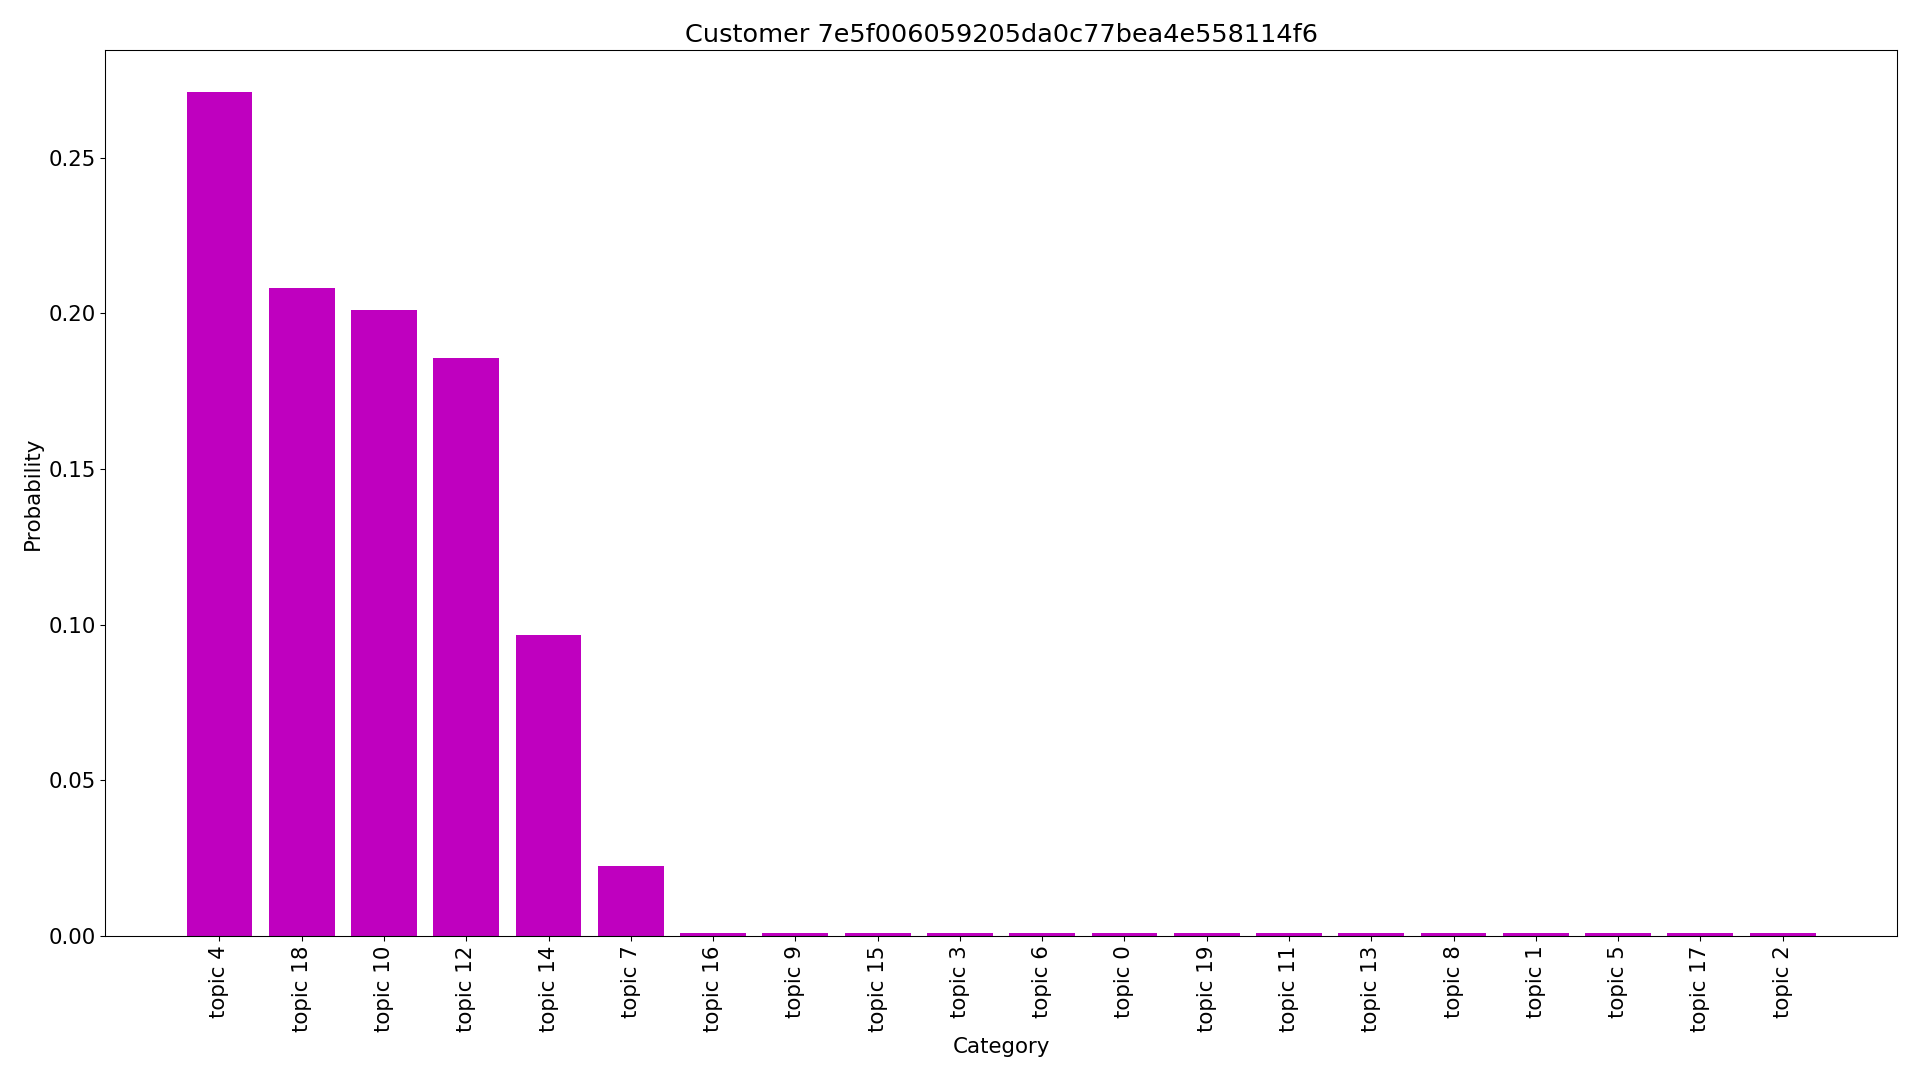 Customer 7e5f006059205da0c77bea4e558114f6
Probability
0.25
0.20
0.15
0.10
0.05
0.00
topic 4
topic 18
topic 10
topic 12
topic 14
topic 7
topic 16
topic 9
topic 15
topic 3
topic 6
topic 0
topic 19
topic 11
topic 13
topic 8
topic 1
topic 5
topic 17
topic 2
Category